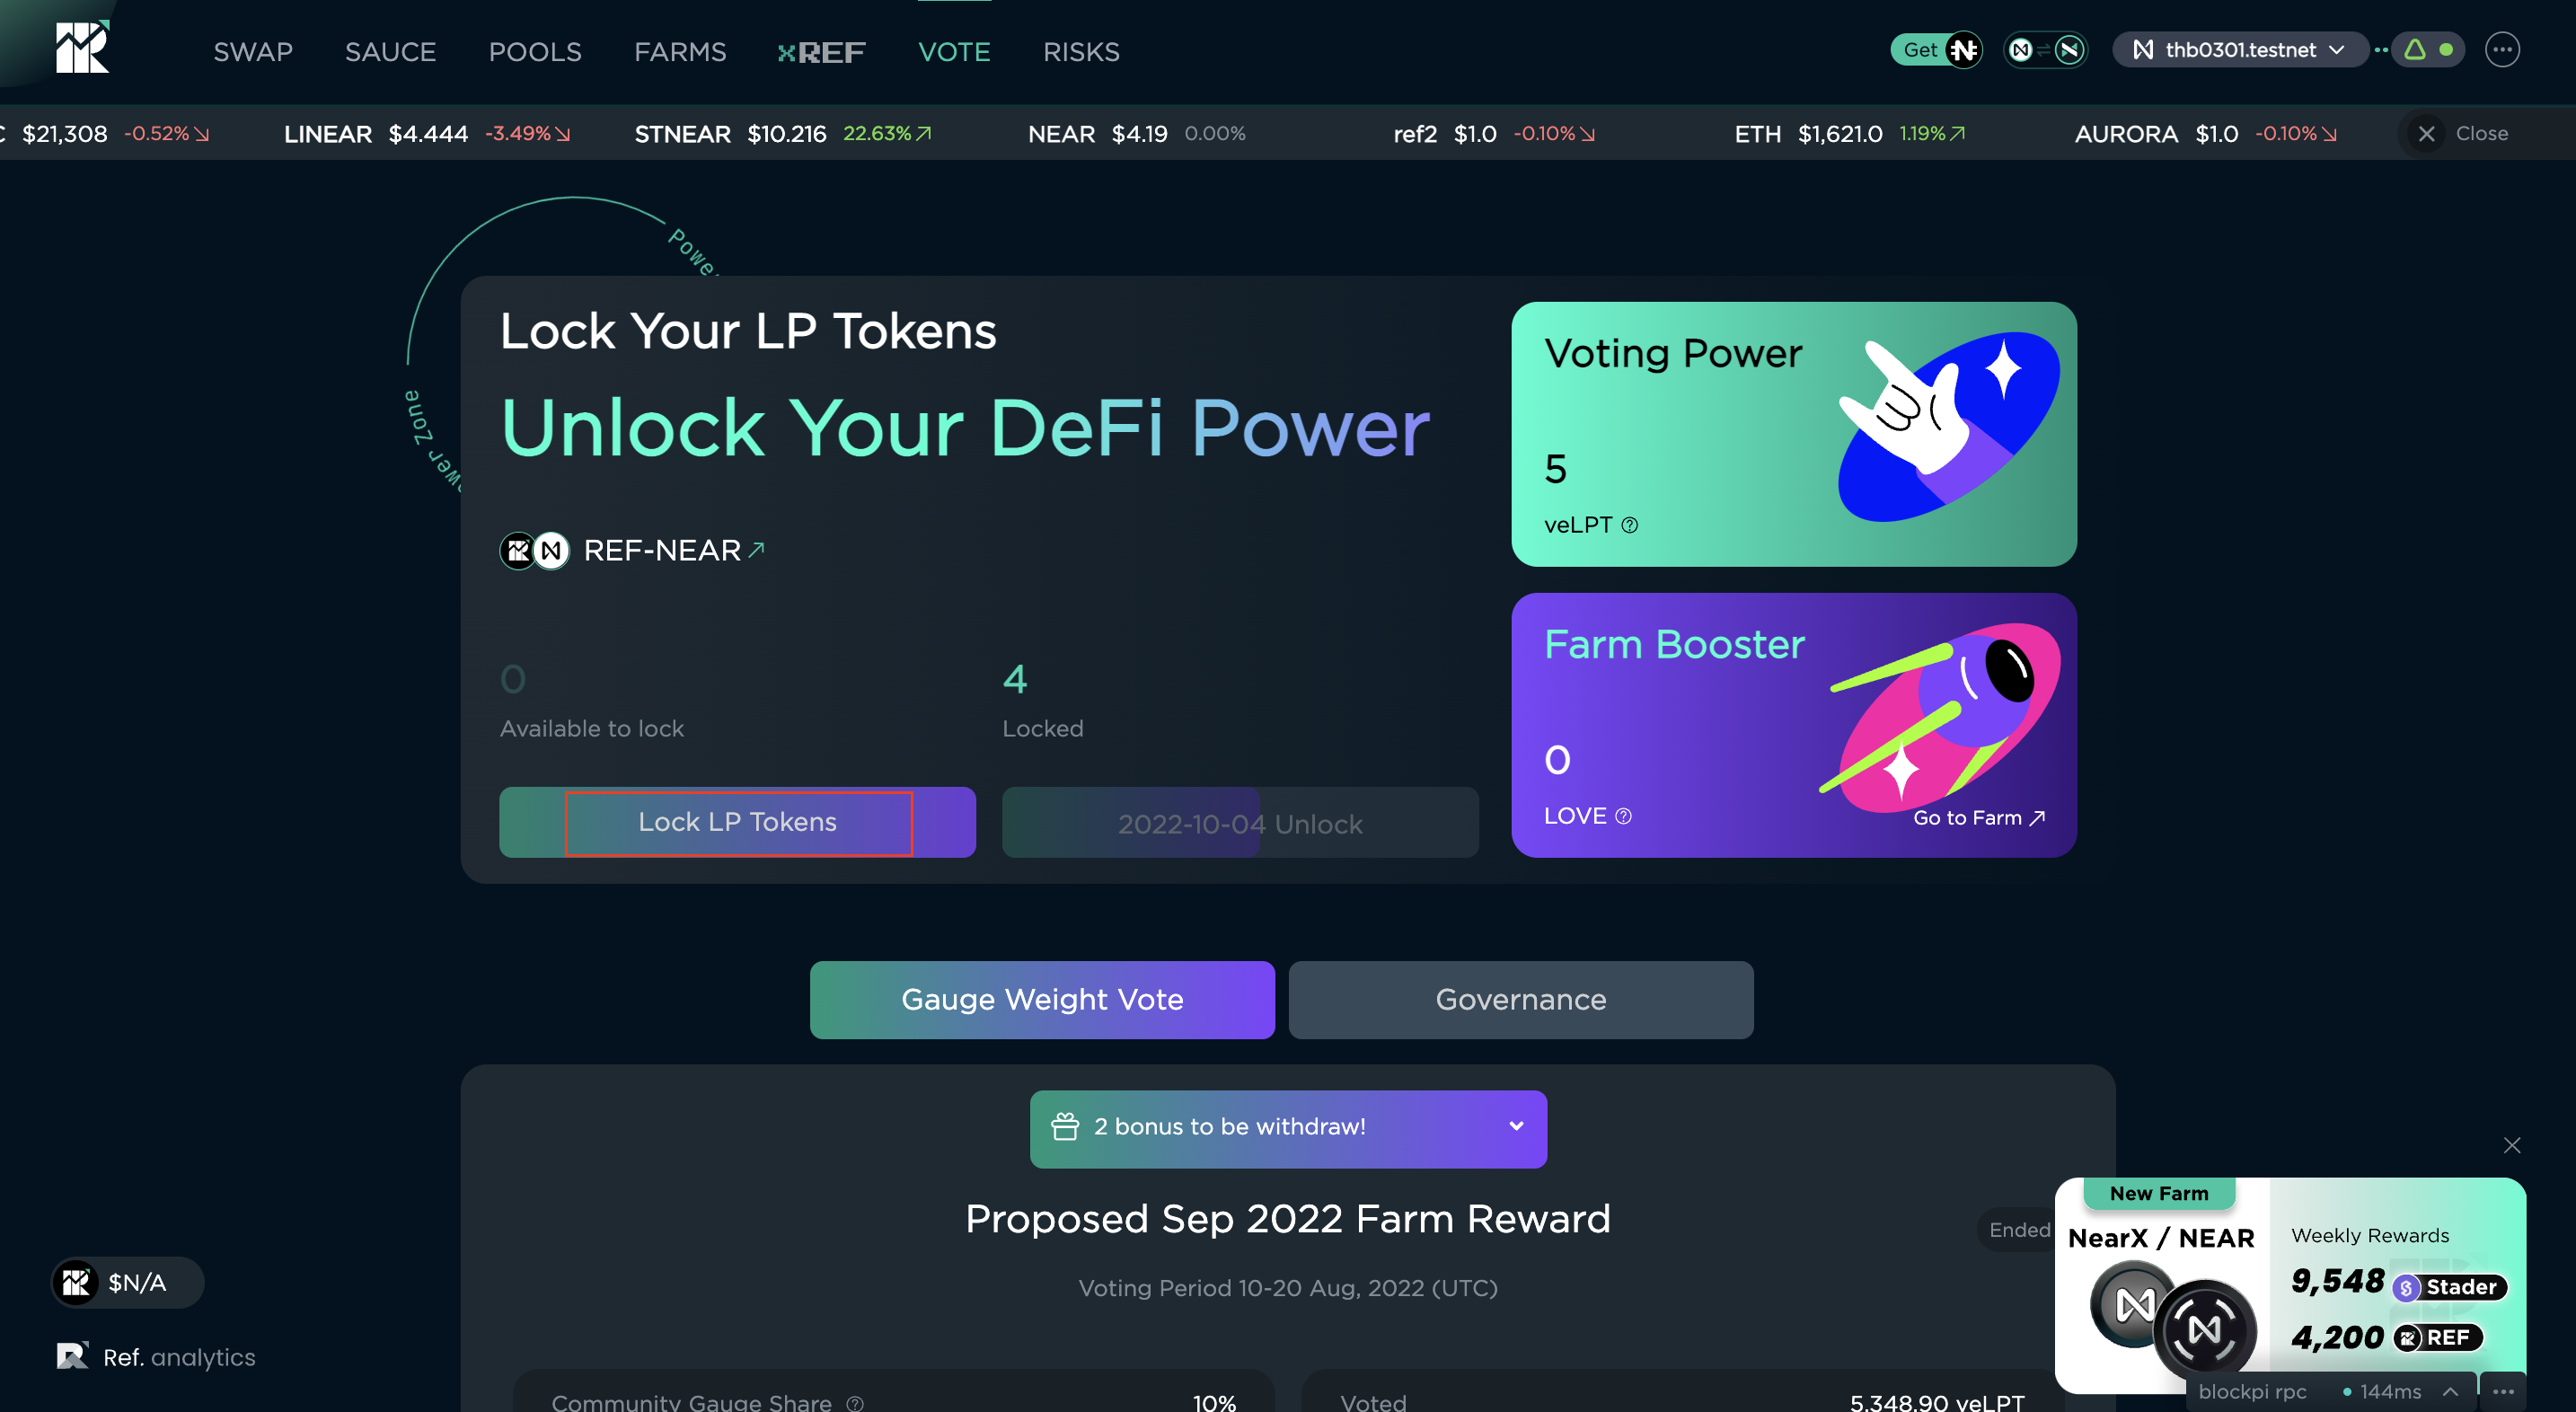 SWAP SAUCE POOLS FARMS xREF VOTE RISKS Get thb0301.testnet
$21,308 -0.52% LINEAR $4.444 -3.49% STNEAR $10.216 22.63% NEAR $4.19 0.00% ref2 $1.0 -0.10% ETH $1,621.0 1.19% AURORA $1.0 -0.10% Close
Power Zone
Lock Your LP Tokens
Unlock Your DeFi Power
REF-NEAR
0
Available to lock
4
Locked
Lock LP Tokens
2022-10-04 Unlock
Voting Power
5
veLPT
Farm Booster
0
LOVE
Go to Farm
Gauge Weight Vote
Governance
2 bonus to be withdraw!
Proposed Sep 2022 Farm Reward
Ended
Voting Period 10-20 Aug, 2022 (UTC)
Community Gauge Share 10%
Voted 5,348.90 veLPT
New Farm
NearX / NEAR
Weekly Rewards
9,548 Stader
4,200 REF
blockpi rpc 144ms
$N/A
Ref. analytics